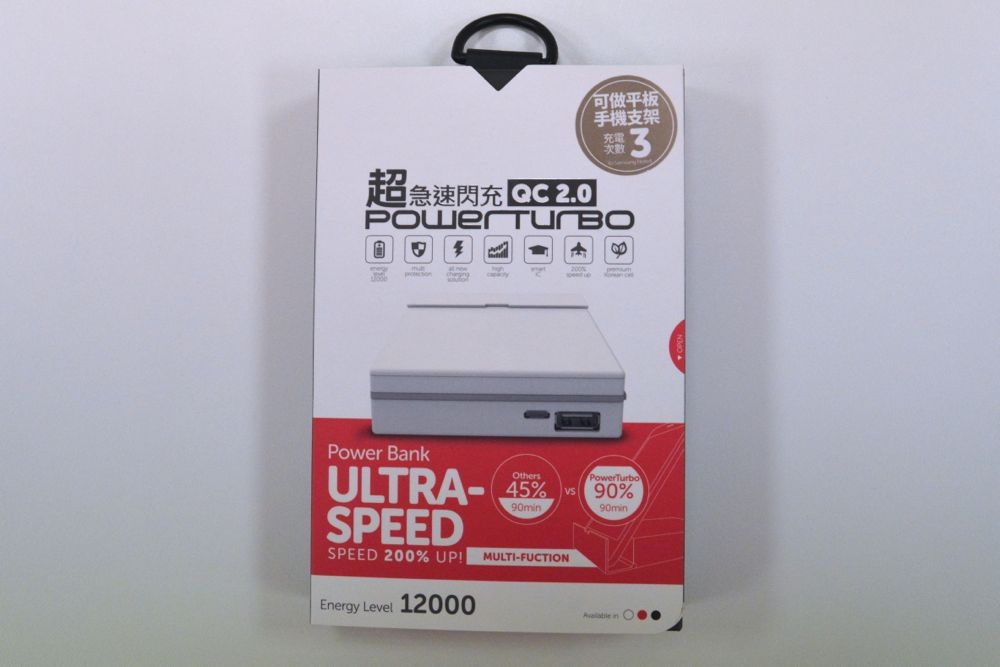 可做平板
手機支架
充電
次數 3
超急速閃充 QC 2.0
POWERTURBO
energy
level
12000
multi
protection
all new
charging
solution
high
capacity
smart
IC
200%
speed up
premium
Korean cell
OPEN
Power Bank
ULTRA-
SPEED
SPEED 200% UP!
MULTI-FUCTION
Others
45%
90min
VS
PowerTurbo
90%
90min
Energy Level 12000
Available in